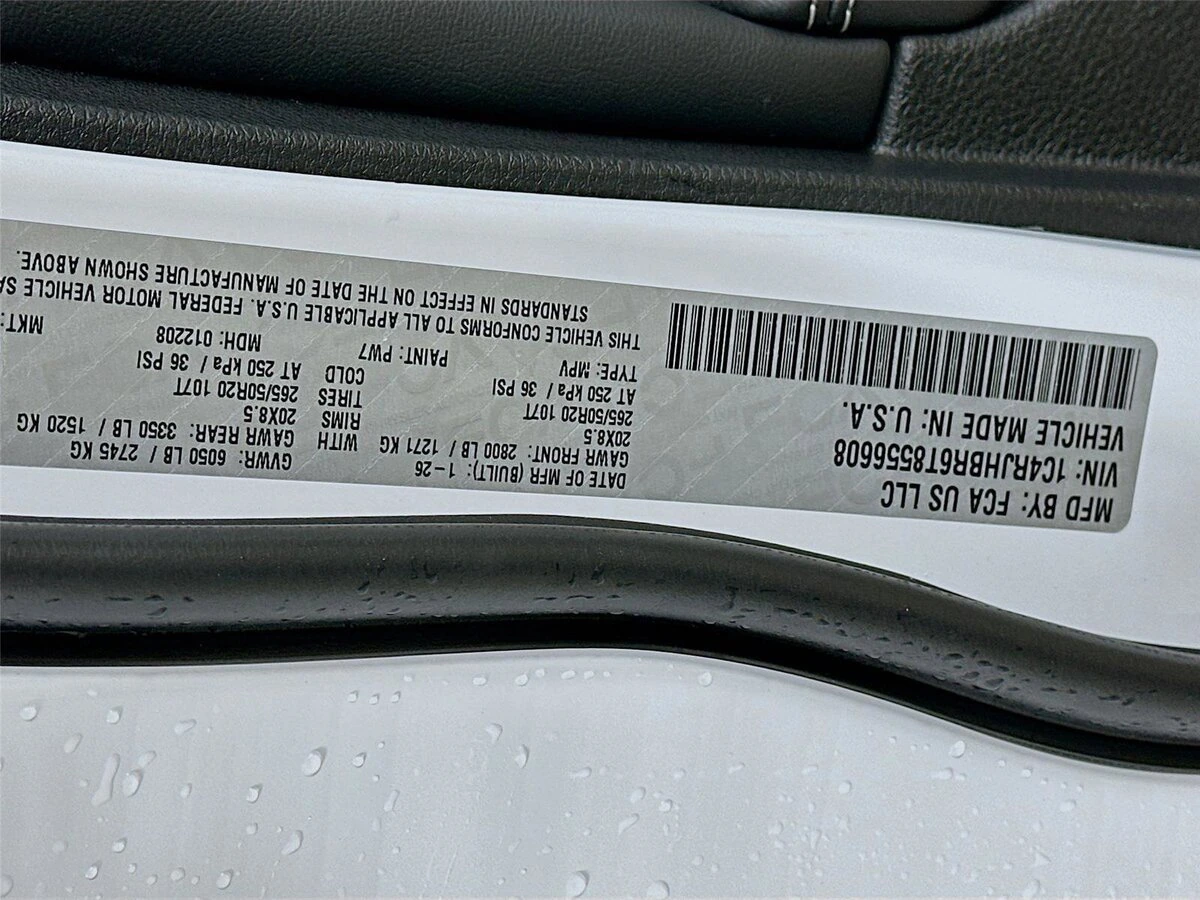 MFD BY: FCA US LLC
VIN: 1C4RJHBR6T8556608
VEHICLE MADE IN: U.S.A.
DATE OF MFR (BUILT): 1-26 GVWR: 6050 LB / 2745 KG
GAWR FRONT: 2800 LB / 1271 KG WITH GAWR REAR: 3350 LB / 1520 KG
20X8.5 RIMS 20X8.5
265/50R20 107T TIRES 265/50R20 107T
AT 250 kPa / 36 PSI COLD AT 250 kPa / 36 PSI
TYPE: MPV PAINT: PW7 MDH: 012208 MKT:
THIS VEHICLE CONFORMS TO ALL APPLICABLE U.S.A. FEDERAL MOTOR VEHICLE SA
STANDARDS IN EFFECT ON THE DATE OF MANUFACTURE SHOWN ABOVE.